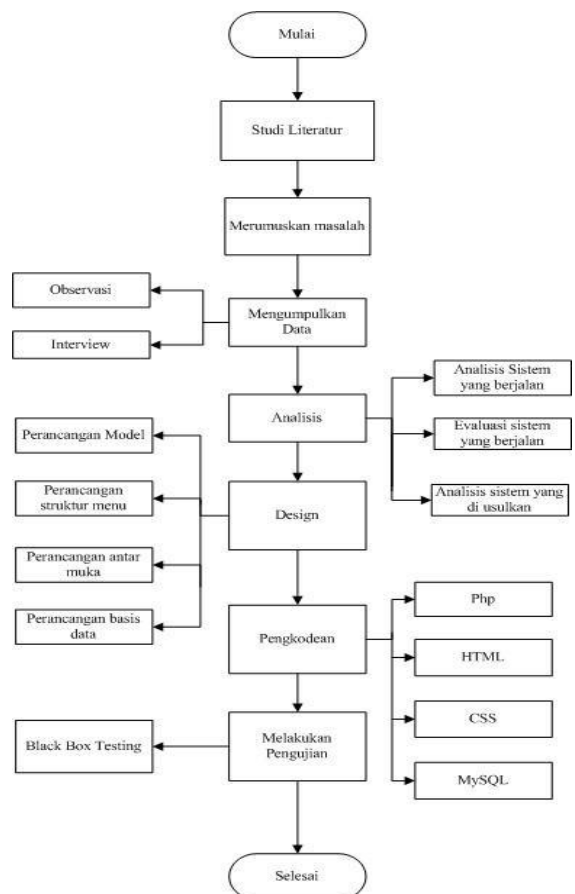 Mulai
Studi Literatur
Merumuskan masalah
Observasi
Interview
Mengumpulkan
Data
Analisis
Analisis Sistem
yang berjalan
Evaluasi sistem
yang berjalan
Analisis sistem yang
di usulkan
Perancangan Model
Perancangan
struktur menu
Perancangan antar
muka
Perancangan basis
data
Design
Pengkodean
Php
HTML
CSS
MySQL
Black Box Testing
Melakukan
Pengujian
Selesai